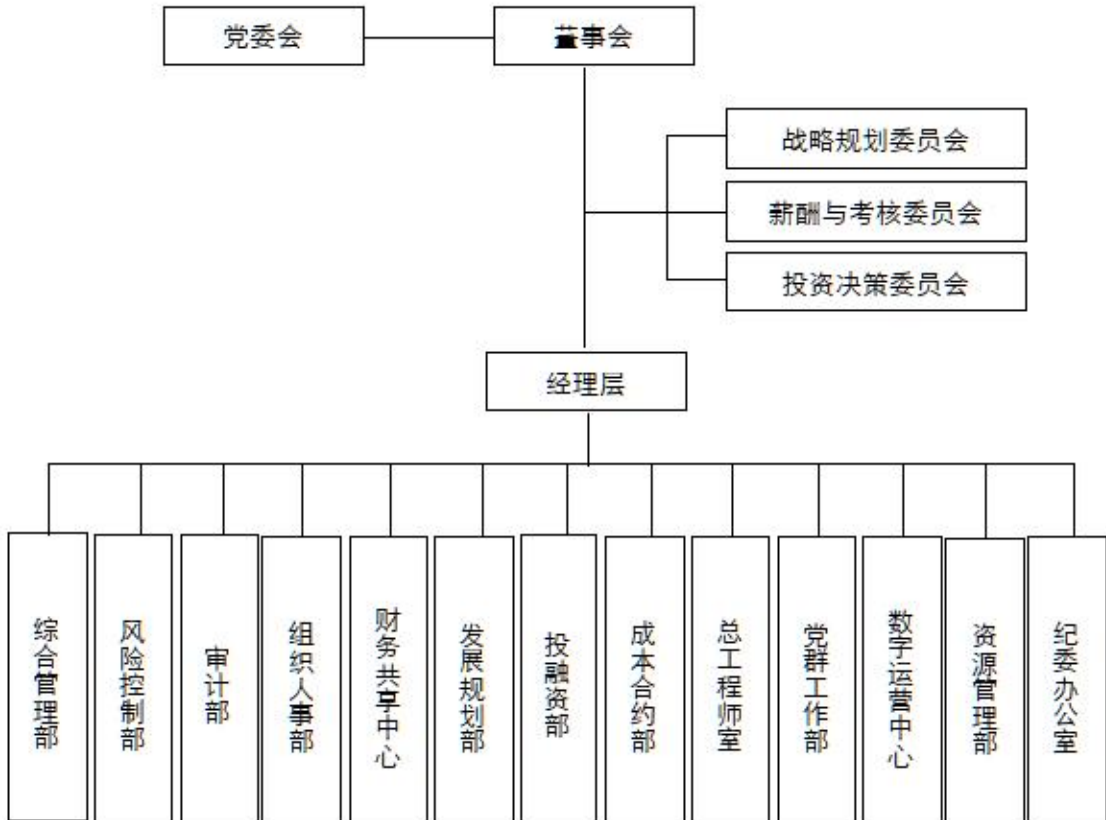 党委会
董事会
战略规划委员会
薪酬与考核委员会
投资决策委员会
经理层
综合管理部
风险控制部
审计部
组织人事部
财务共享中心
发展规划部
投融资部
成本合约部
总工程师室
党群工作部
数字运营中心
资源管理部
纪委办公室